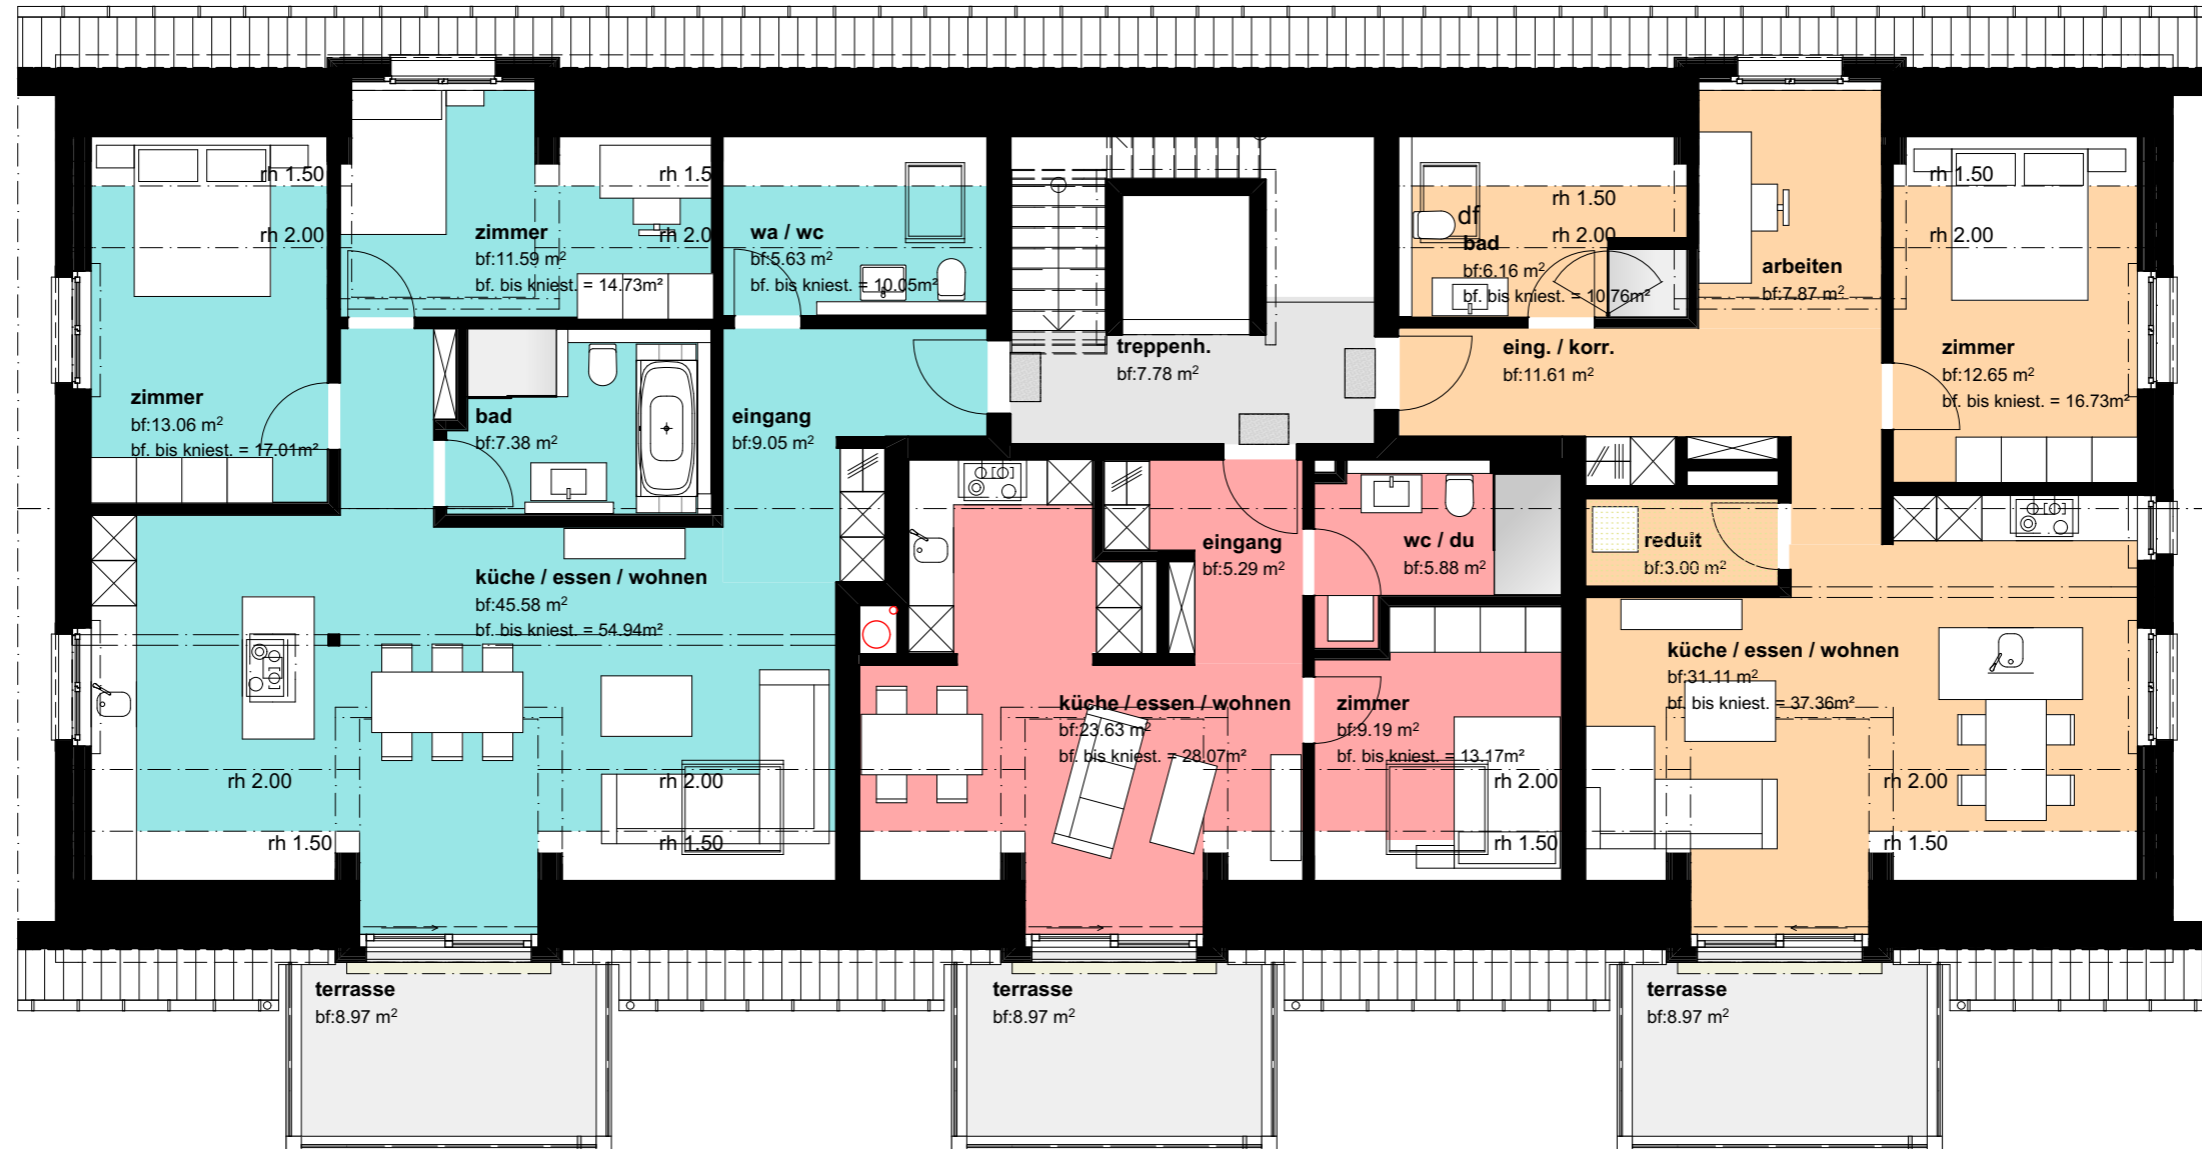 rh 1.50
rh 2.00
zimmer
bf:13.06 m²
bf. bis kniest. = 17.01m²
rh 1.5
rh 2.0
zimmer
bf:11.59 m²
bf. bis kniest. = 14.73m²
wa / wc
bf:5.63 m²
bf. bis kniest. = 10.05m²
bad
bf:7.38 m²
eingang
bf:9.05 m²
küche / essen / wohnen
bf:45.58 m²
bf. bis kniest. = 54.94m²
rh 2.00
rh 1.50
rh 2.00
rh 1.50
terrasse
bf:8.97 m²
treppenh.
bf:7.78 m²
eingang
bf:5.29 m²
wc / du
bf:5.88 m²
küche / essen / wohnen
bf:23.63 m²
bf. bis kniest. = 28.07m²
zimmer
bf:9.19 m²
bf. bis kniest. = 13.17m²
rh 2.00
rh 1.50
terrasse
bf:8.97 m²
rh 1.50
df
rh 2.00
bad
bf:6.16 m²
bf. bis kniest. = 10.76m²
arbeiten
bf:7.87 m²
rh 1.50
rh 2.00
eing. / korr.
bf:11.61 m²
zimmer
bf:12.65 m²
bf. bis kniest. = 16.73m²
reduit
bf:3.00 m²
küche / essen / wohnen
bf:31.11 m²
bf. bis kniest. = 37.36m²
rh 2.00
rh 1.50
terrasse
bf:8.97 m²